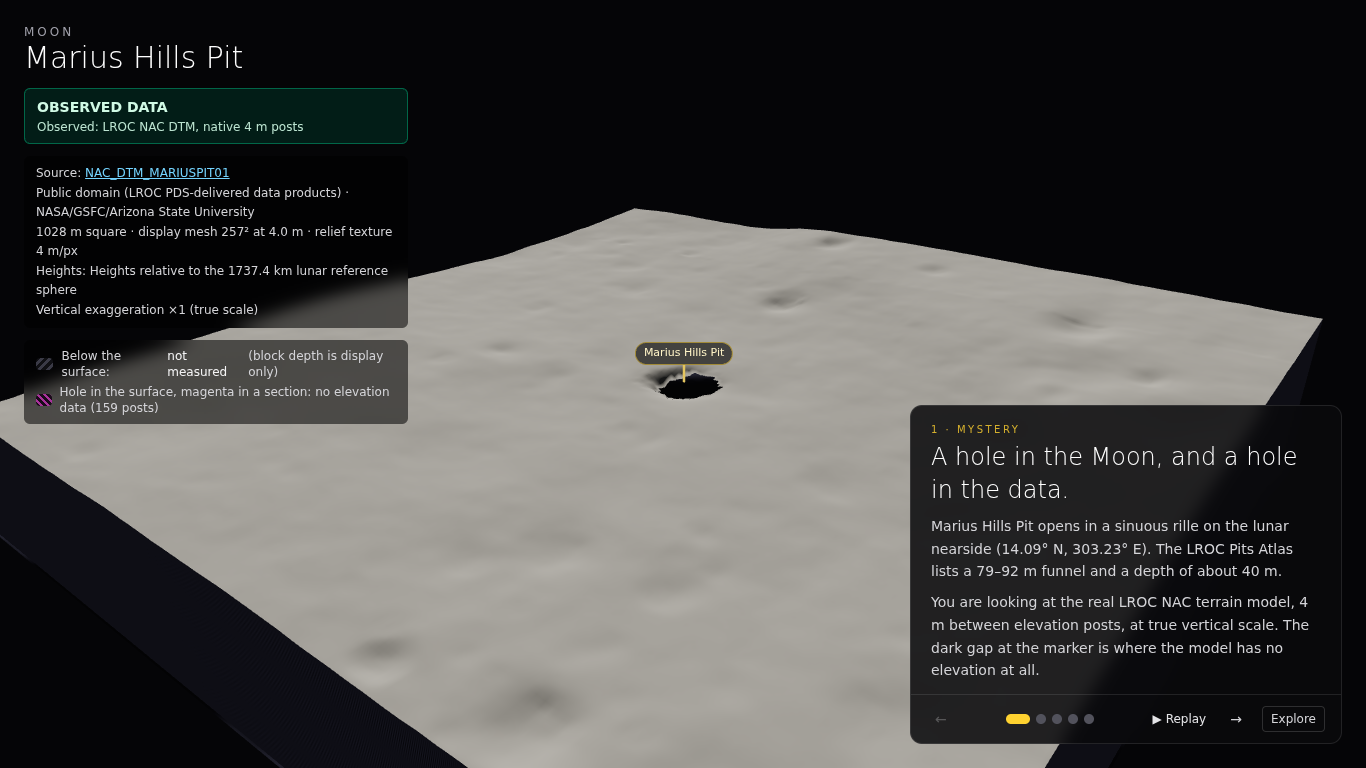 MOON
Marius Hills Pit
OBSERVED DATA
Observed: LROC NAC DTM, native 4 m posts
Source: NAC_DTM_MARIUSPIT01
Public domain (LROC PDS-delivered data products) ·
NASA/GSFC/Arizona State University
1028 m square · display mesh 257² at 4.0 m · relief texture
4 m/px
Heights: Heights relative to the 1737.4 km lunar reference
sphere
Vertical exaggeration ×1 (true scale)
Below the surface: not measured (block depth is display only)
Hole in the surface, magenta in a section: no elevation
data (159 posts)
Marius Hills Pit
1 · MYSTERY
A hole in the Moon, and a hole
in the data.
Marius Hills Pit opens in a sinuous rille on the lunar
nearside (14.09° N, 303.23° E). The LROC Pits Atlas
lists a 79–92 m funnel and a depth of about 40 m.
You are looking at the real LROC NAC terrain model, 4
m between elevation posts, at true vertical scale. The
dark gap at the marker is where the model has no
elevation at all.
← ▶ Replay → Explore